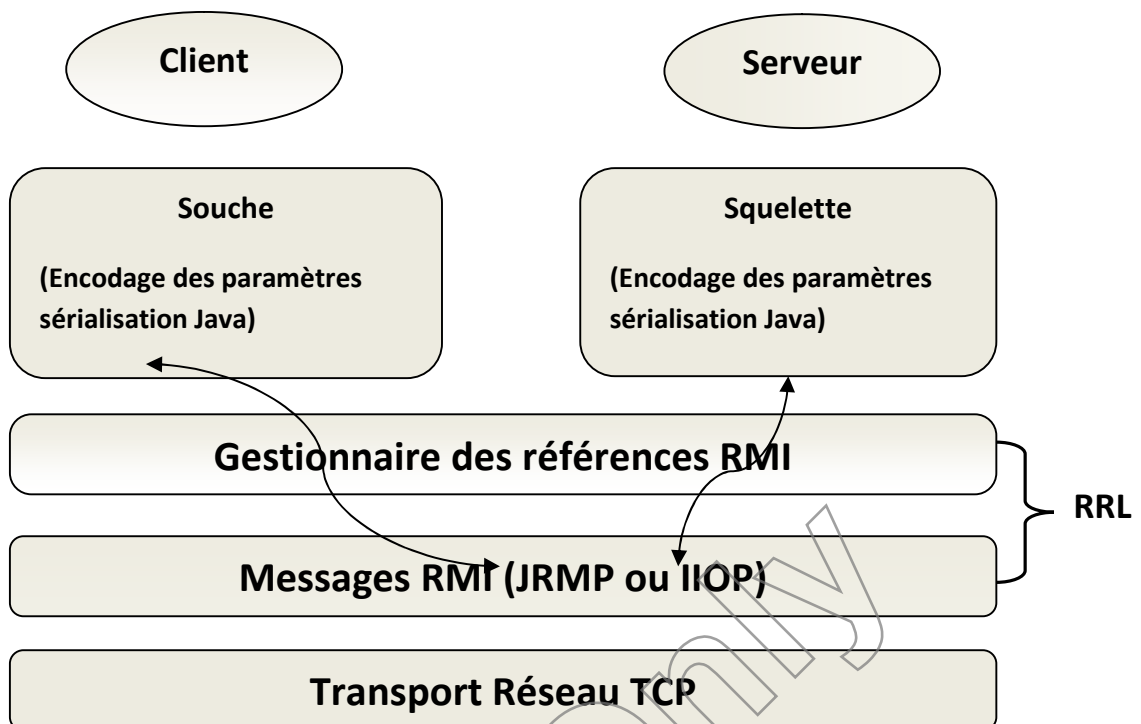 Client
Serveur
Souche
(Encodage des paramètres
sérialisation Java)
Squelette
(Encodage des paramètres
sérialisation Java)
Gestionnaire des références RMI
RRL
Messages RMI (JRMP ou IIOP)
Transport Réseau TCP
only